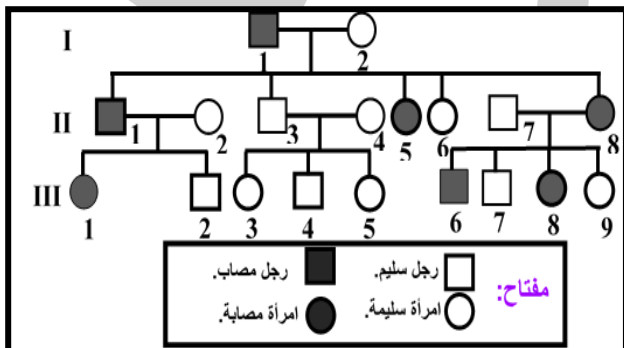 I
1 2
II
1 2 3 4 5 6 7 8
III
1 2 3 4 5 6 7 8 9
مفتاح:
رجل سليم. رجل مصاب.
امرأة سليمة. امرأة مصابة.